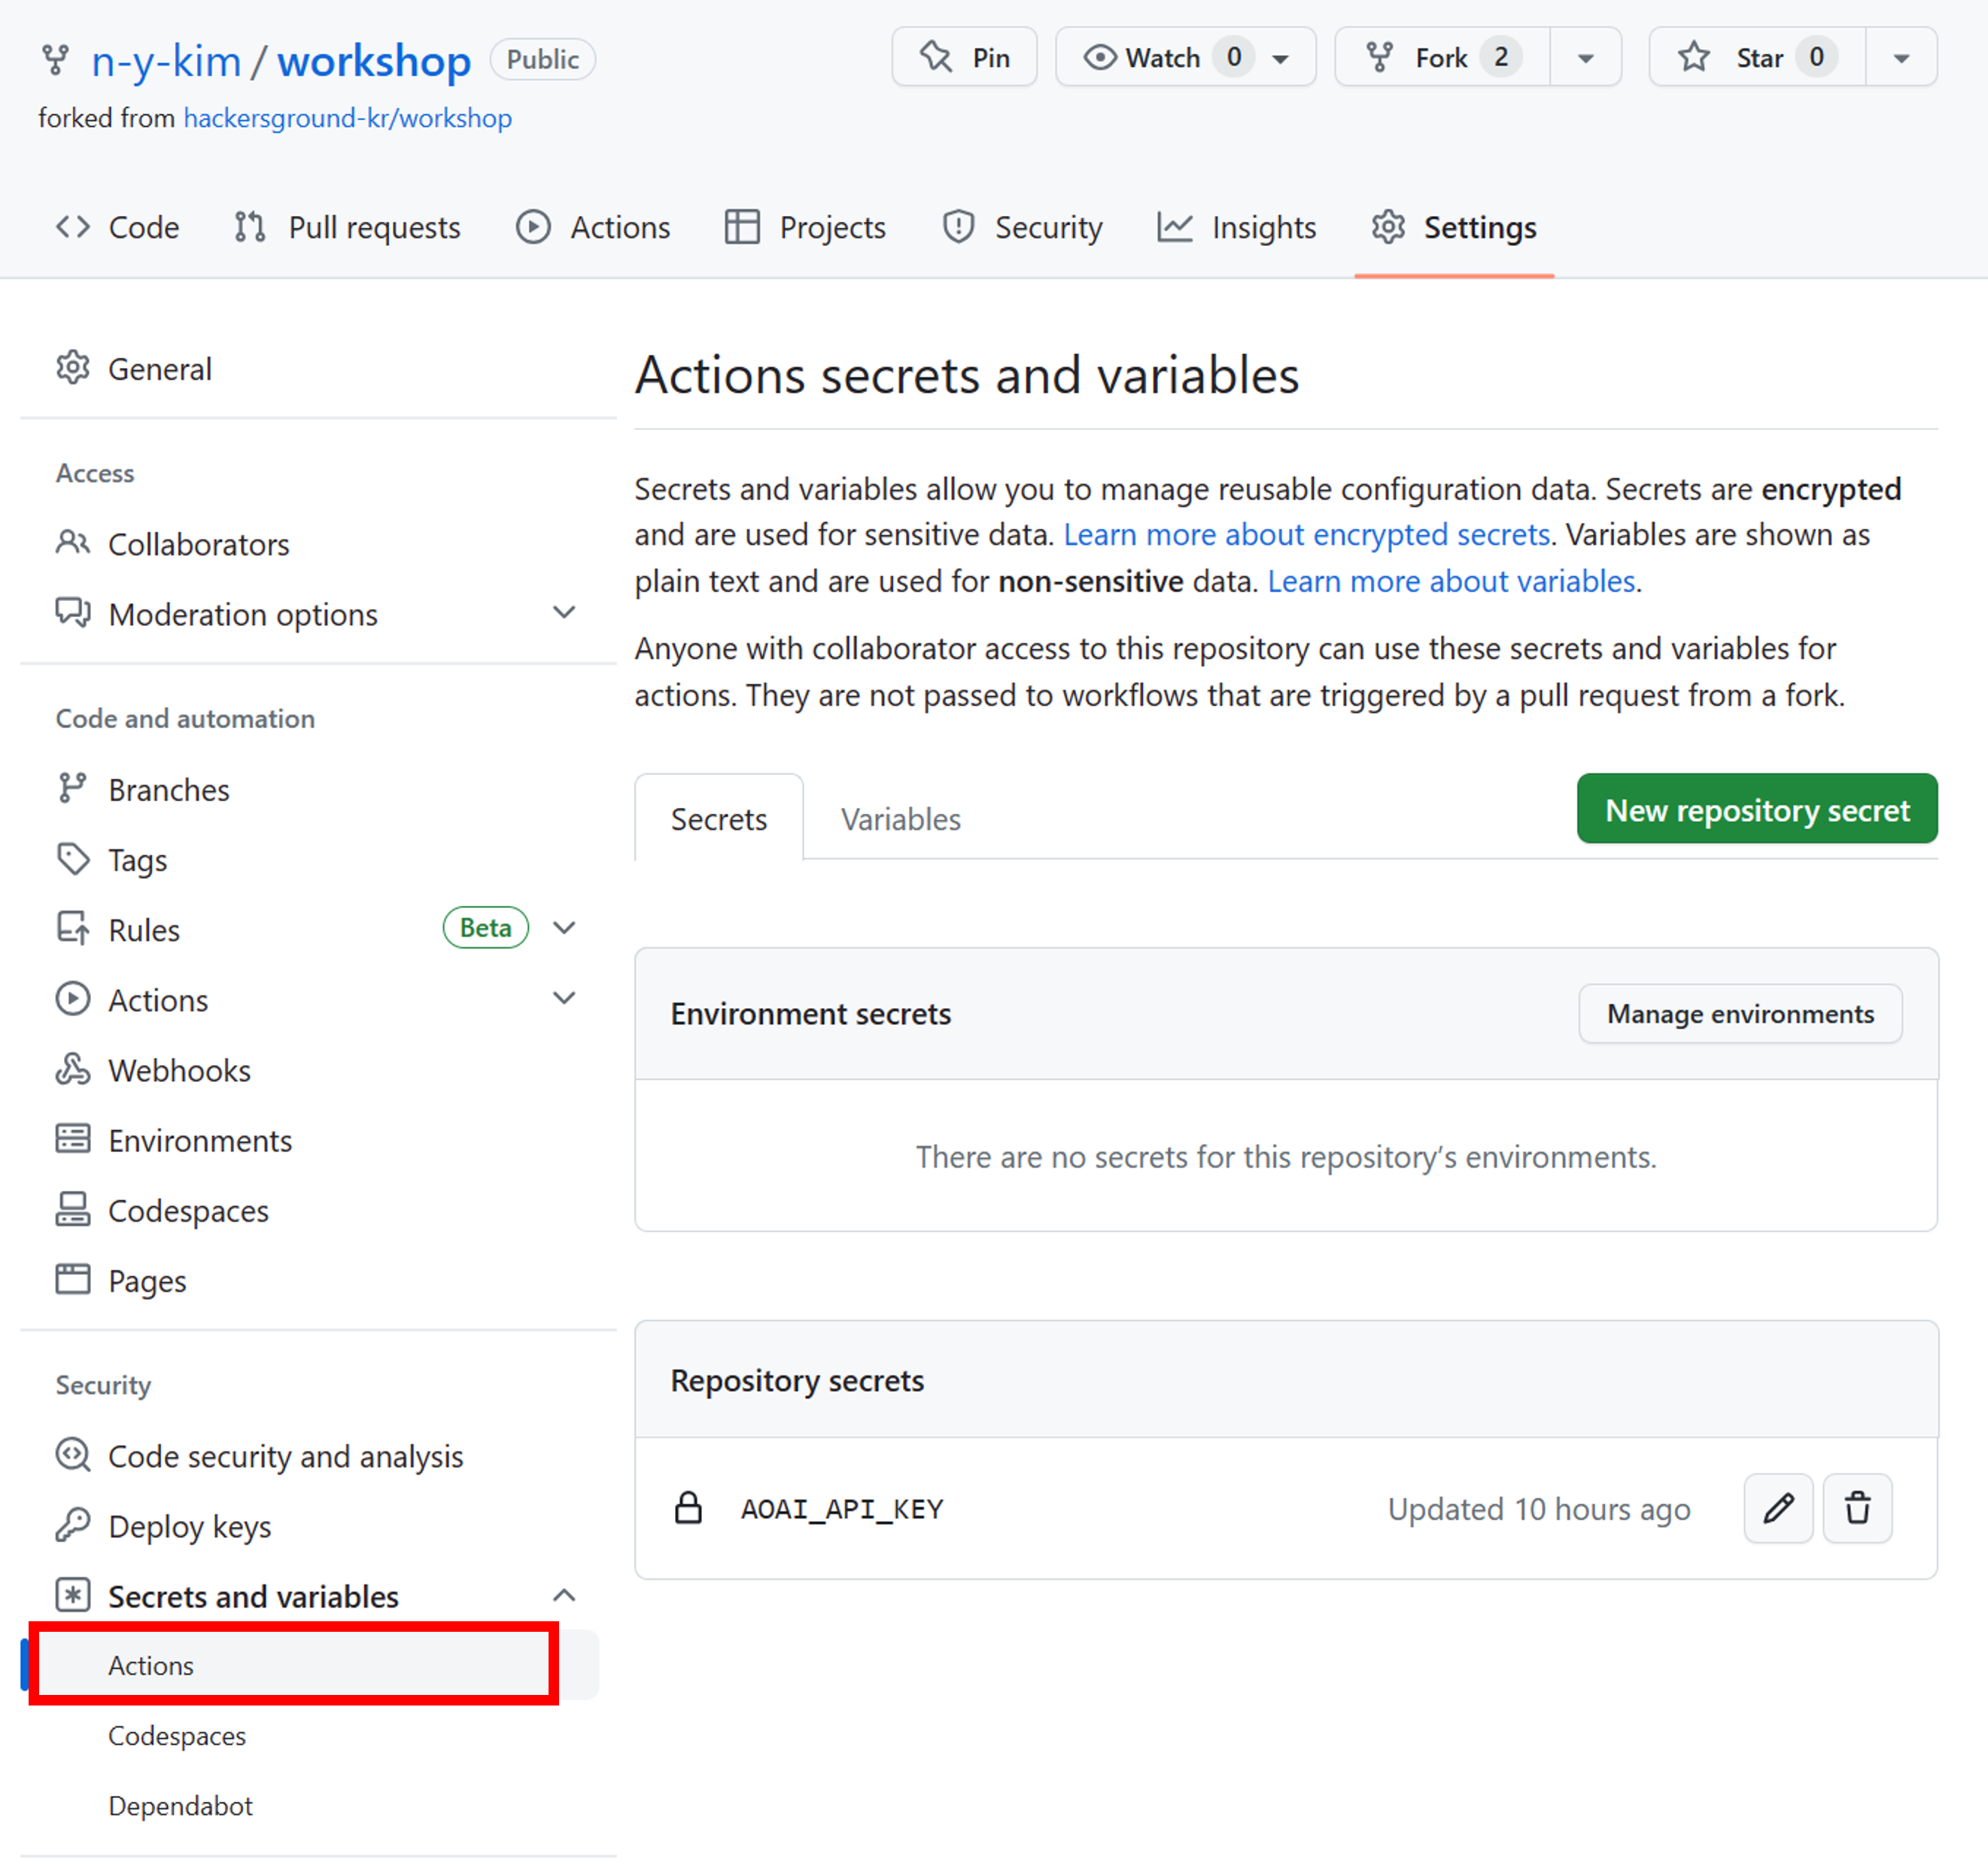 n-y-kim / workshop Public
Pin
Watch 0
Fork 2
Star 0
forked from hackersground-kr/workshop
Code
Pull requests
Actions
Projects
Security
Insights
Settings
General
Access
Collaborators
Moderation options
Code and automation
Branches
Tags
Rules Beta
Actions
Webhooks
Environments
Codespaces
Pages
Security
Code security and analysis
Deploy keys
Secrets and variables
Actions
Codespaces
Dependabot
Actions secrets and variables
Secrets and variables allow you to manage reusable configuration data. Secrets are encrypted
and are used for sensitive data. Learn more about encrypted secrets. Variables are shown as
plain text and are used for non-sensitive data. Learn more about variables.
Anyone with collaborator access to this repository can use these secrets and variables for
actions. They are not passed to workflows that are triggered by a pull request from a fork.
Secrets
Variables
New repository secret
Environment secrets
Manage environments
There are no secrets for this repository’s environments.
Repository secrets
AOAI_API_KEY
Updated 10 hours ago